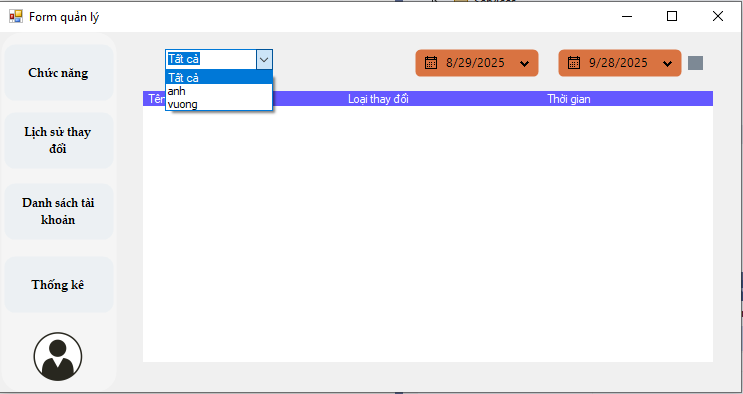 Form quản lý
Chức năng
Lịch sử thay
đổi
Danh sách tài
khoản
Thống kê
Tất cả
Tất cả
anh
vuong
8/29/2025
9/28/2025
Tên
Loại thay đổi
Thời gian